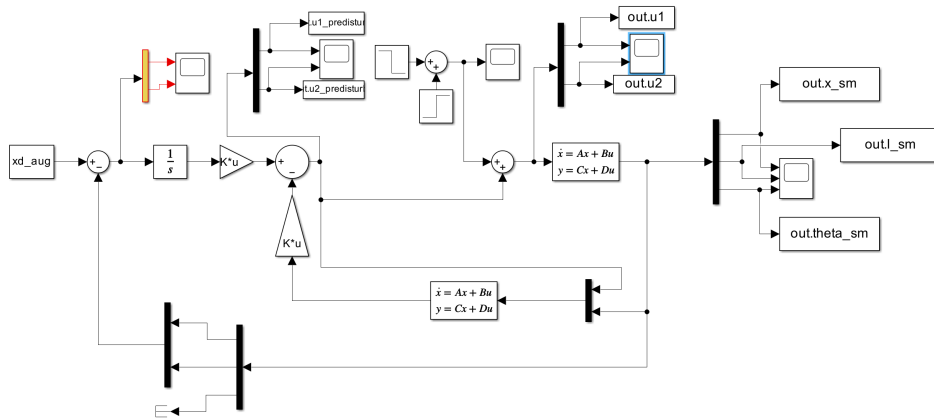 .u1_predistur
t.u2_predisturb
out.u1
out.u2
out.x_sm
out.l_sm
out.theta_sm
xd_aug
+
−
1
s
K*u
+
−
+
+
+
+
ẋ = Ax + Bu
y = Cx + Du
K*u
ẋ = Ax + Bu
y = Cx + Du